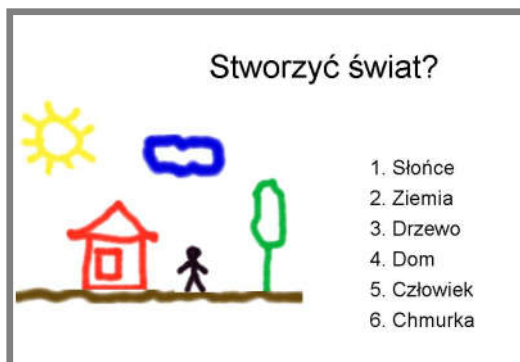 Stworzyć świat?
1. Słońce
2. Ziemia
3. Drzewo
4. Dom
5. Człowiek
6. Chmurka